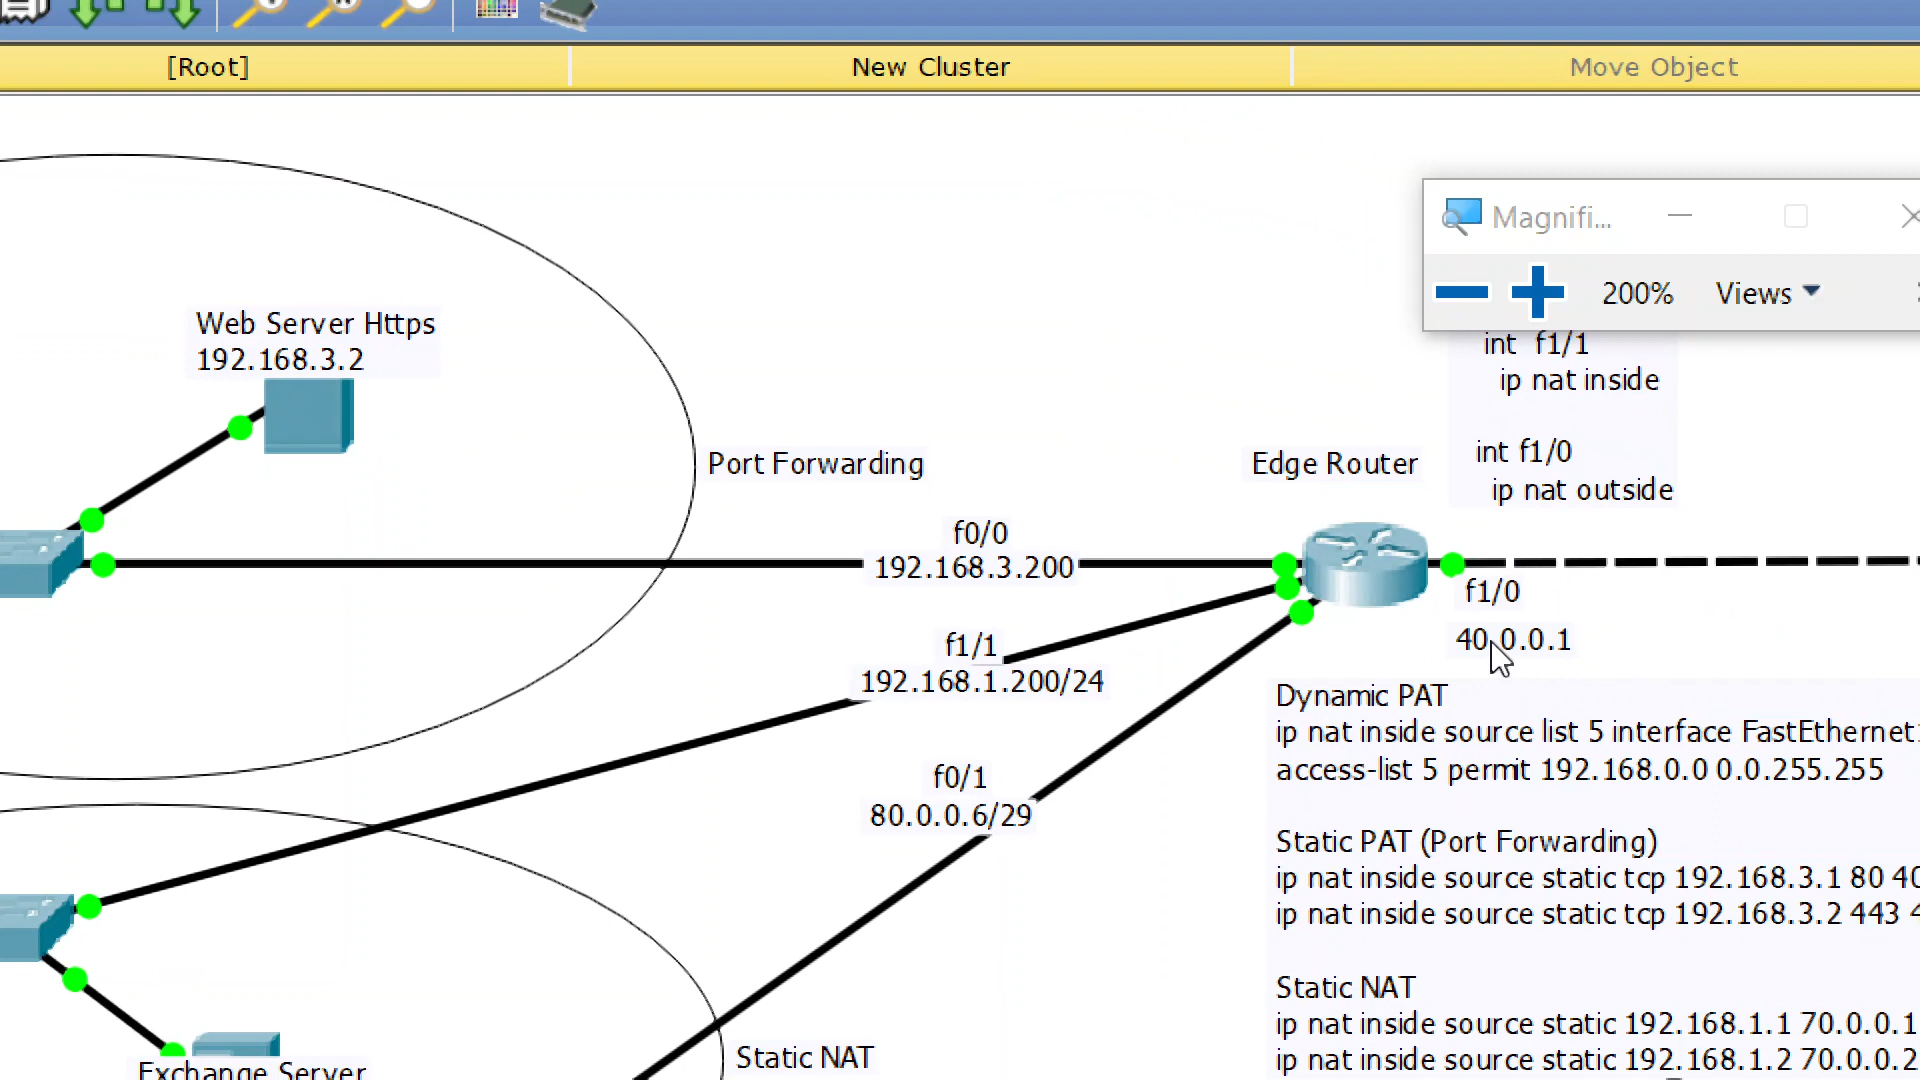 [Root]
New Cluster
Move Object
Magnifi...
200%
Views
int f1/1
ip nat inside
int f1/0
ip nat outside
Web Server Https
192.168.3.2
Port Forwarding
Edge Router
f0/0
192.168.3.200
f1/0
40.0.0.1
f1/1
192.168.1.200/24
f0/1
80.0.0.6/29
Dynamic PAT
ip nat inside source list 5 interface FastEthernet
access-list 5 permit 192.168.0.0 0.0.255.255
Static PAT (Port Forwarding)
ip nat inside source static tcp 192.168.3.1 80 40
ip nat inside source static tcp 192.168.3.2 443 4
Static NAT
ip nat inside source static 192.168.1.1 70.0.0.1
ip nat inside source static 192.168.1.2 70.0.0.2
Static NAT
Exchange Server